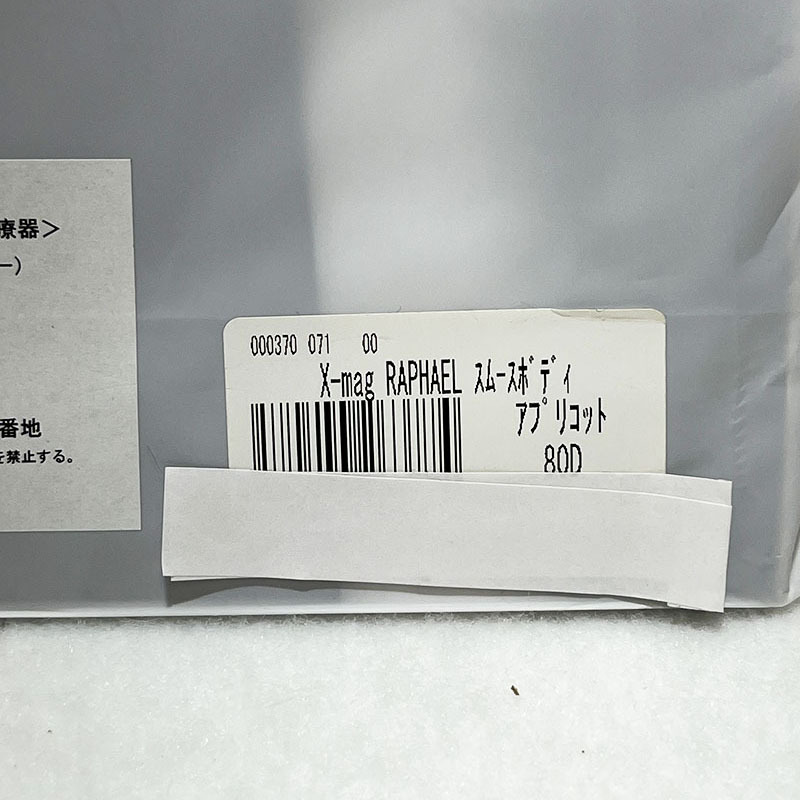 療器＞
ー）
番地
を禁止する。
000370 071 00
X-mag RAPHAEL ｽﾑｰｽﾎﾞﾃﾞｨ
ｱﾌﾟﾘｺｯﾄ
80D